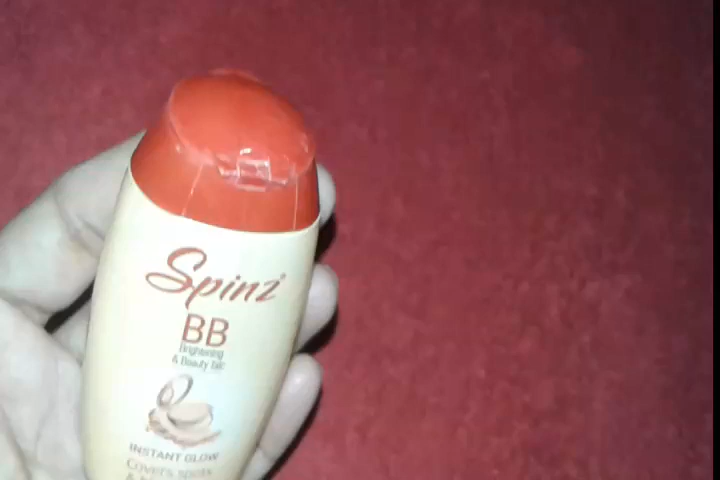 Spinz
BB
Brightening
& Beauty Talc
INSTANT GLOW
Covers spots
&